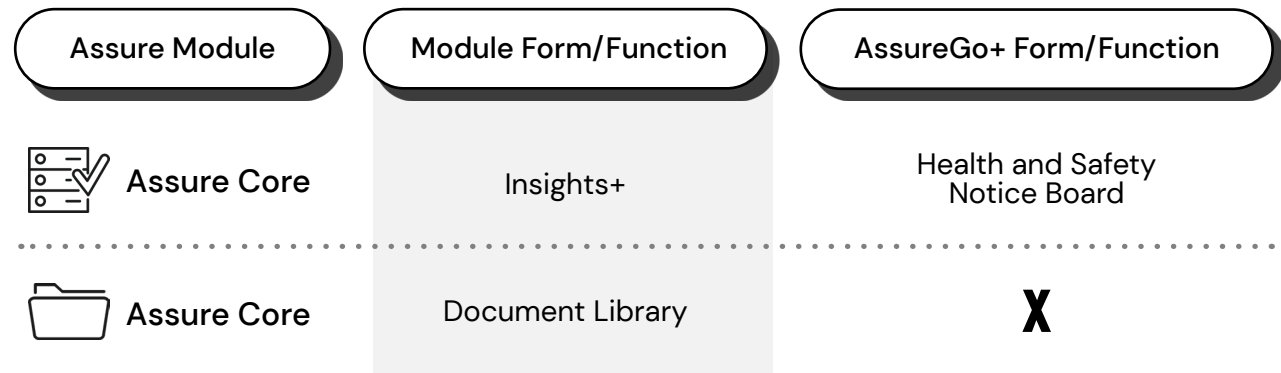 Assure Module
Module Form/Function
AssureGo+ Form/Function
Assure Core
Insights+
Health and Safety
Notice Board
Assure Core
Document Library
X